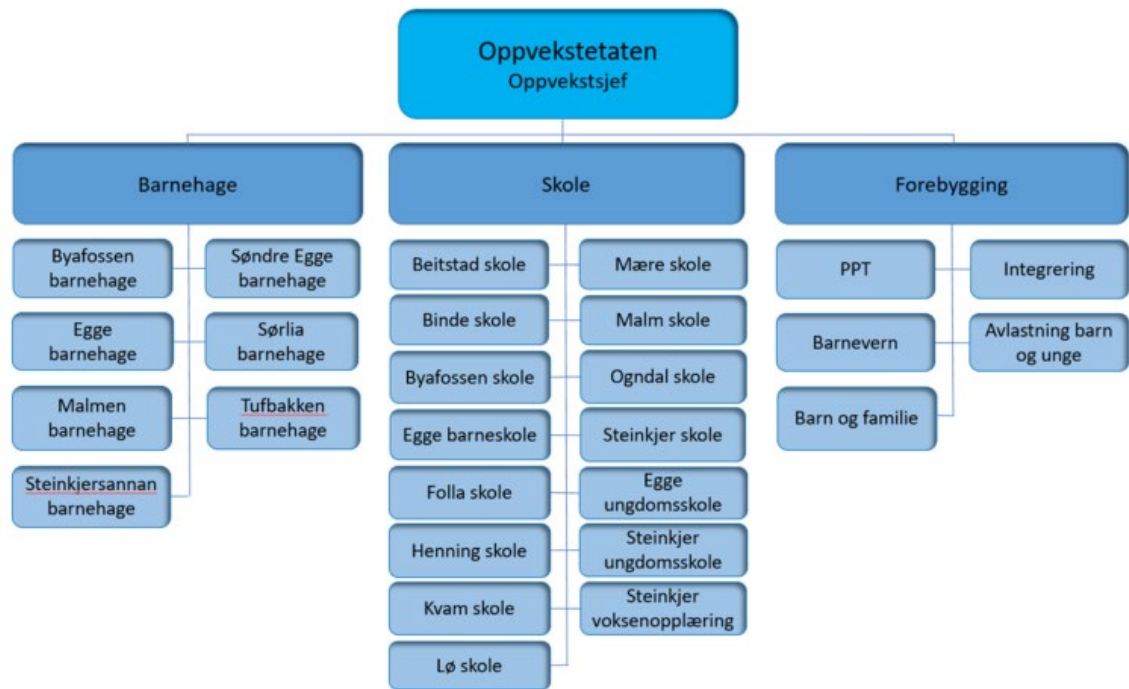 Oppvekstetaten
Oppvekstsjef
Barnehage
Byafossen
barnehage
Søndre Egge
barnehage
Egge
barnehage
Sørlia
barnehage
Malmen
barnehage
Tufbakken
barnehage
Steinkjersannan
barnehage
Skole
Beitstad skole
Mære skole
Binde skole
Malm skole
Byafossen skole
Ogndal skole
Egge barneskole
Steinkjer skole
Folla skole
Egge
ungdomsskole
Henning skole
Steinkjer
ungdomsskole
Kvam skole
Steinkjer
voksenopplæring
Lø skole
Forebygging
PPT
Integrering
Barnevern
Avlastning barn
og unge
Barn og familie